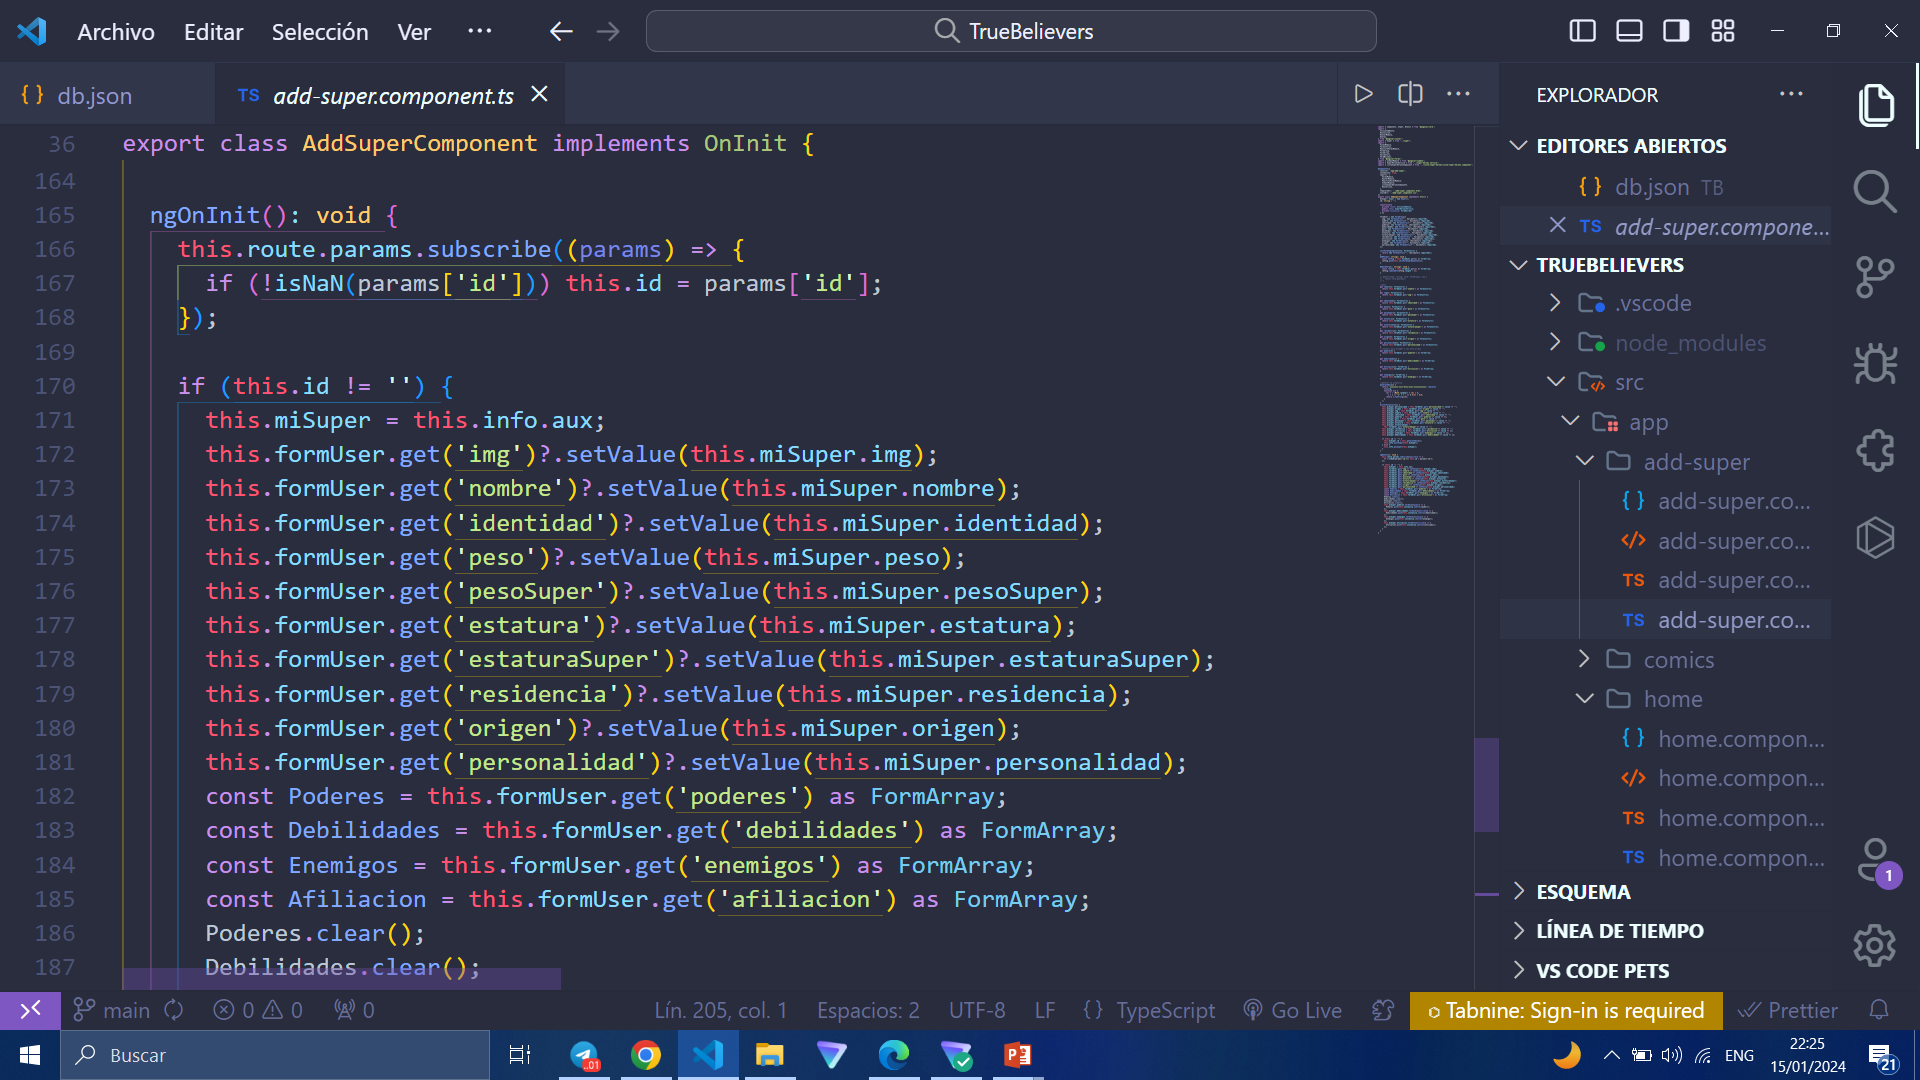 Archivo Editar Selección Ver ··· TrueBelievers
{} db.json
TS add-super.component.ts
36 export class AddSuperComponent implements OnInit {
164
165 ngOnInit(): void {
166 this.route.params.subscribe((params) => {
167 if (!isNaN(params['id'])) this.id = params['id'];
168 });
169
170 if (this.id != '') {
171 this.miSuper = this.info.aux;
172 this.formUser.get('img')?.setValue(this.miSuper.img);
173 this.formUser.get('nombre')?.setValue(this.miSuper.nombre);
174 this.formUser.get('identidad')?.setValue(this.miSuper.identidad);
175 this.formUser.get('peso')?.setValue(this.miSuper.peso);
176 this.formUser.get('pesoSuper')?.setValue(this.miSuper.pesoSuper);
177 this.formUser.get('estatura')?.setValue(this.miSuper.estatura);
178 this.formUser.get('estaturaSuper')?.setValue(this.miSuper.estaturaSuper);
179 this.formUser.get('residencia')?.setValue(this.miSuper.residencia);
180 this.formUser.get('origen')?.setValue(this.miSuper.origen);
181 this.formUser.get('personalidad')?.setValue(this.miSuper.personalidad);
182 const Poderes = this.formUser.get('poderes') as FormArray;
183 const Debilidades = this.formUser.get('debilidades') as FormArray;
184 const Enemigos = this.formUser.get('enemigos') as FormArray;
185 const Afiliacion = this.formUser.get('afiliacion') as FormArray;
186 Poderes.clear();
187 Debilidades.clear();
EXPLORADOR ···
EDITORES ABIERTOS
{} db.json TB
TS add-super.compone...
TRUEBELIEVERS
.vscode
node_modules
src
app
add-super
{} add-super.co...
</> add-super.co...
TS add-super.co...
TS add-super.co...
comics
home
{} home.compon...
</> home.compon...
TS home.compon...
TS home.compon...
ESQUEMA
LÍNEA DE TIEMPO
VS CODE PETS
1
main 0 0 0 Lín. 205, col. 1 Espacios: 2 UTF-8 LF {} TypeScript Go Live Tabnine: Sign-in is required Prettier
Buscar
.01
ENG
22:25
15/01/2024
21